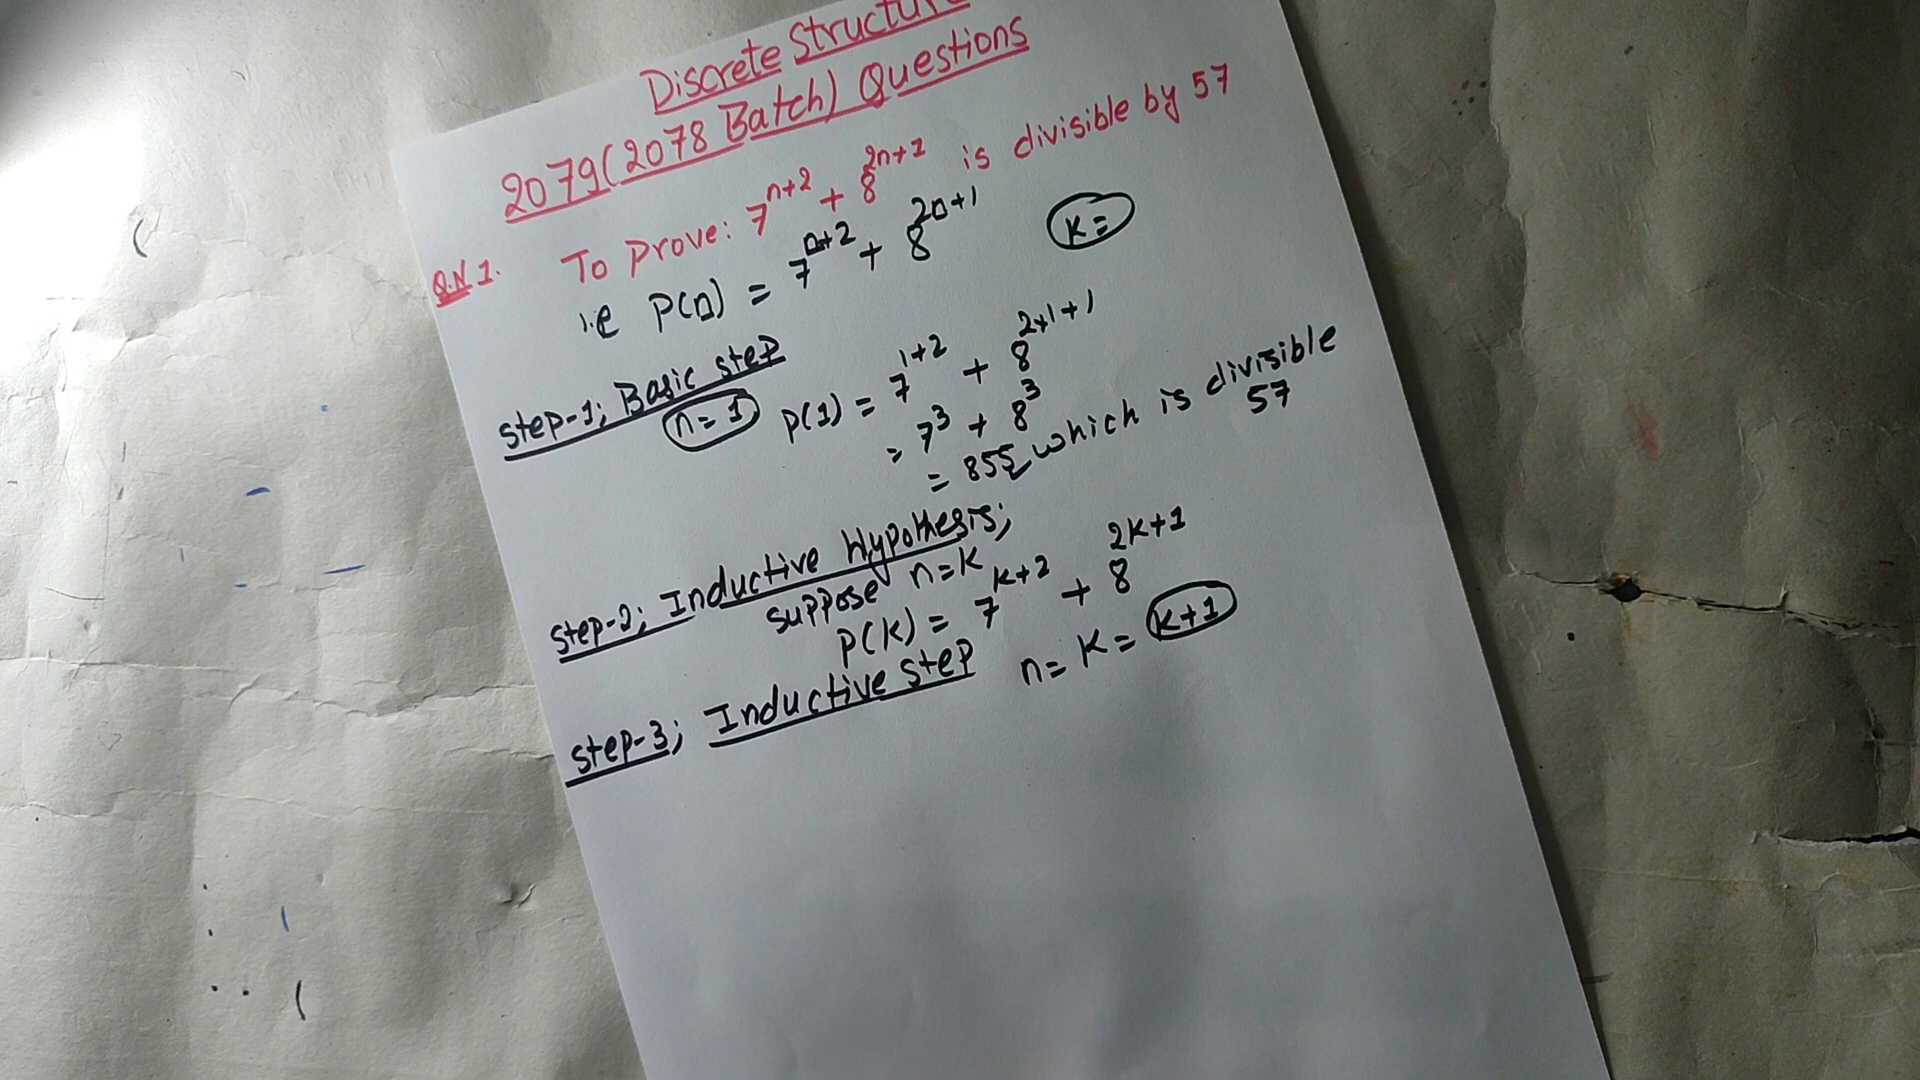 Discrete Structure
2079(2078 Batch) Questions
Q.N 1. To Prove: 7^{n+2} + 8^{2n+1} is divisible by 57
i.e P(n) = 7^{n+2} + 8^{2n+1} K=
step-1; Basic step
n=1 P(1) = 7^{1+2} + 8^{2*1+1}
= 7^3 + 8^3
= 855 which is divisible
57
step-2; Inductive Hypothesis;
suppose n=K
P(K) = 7^{K+2} + 8^{2K+1}
step-3; Inductive step n= K= K+1